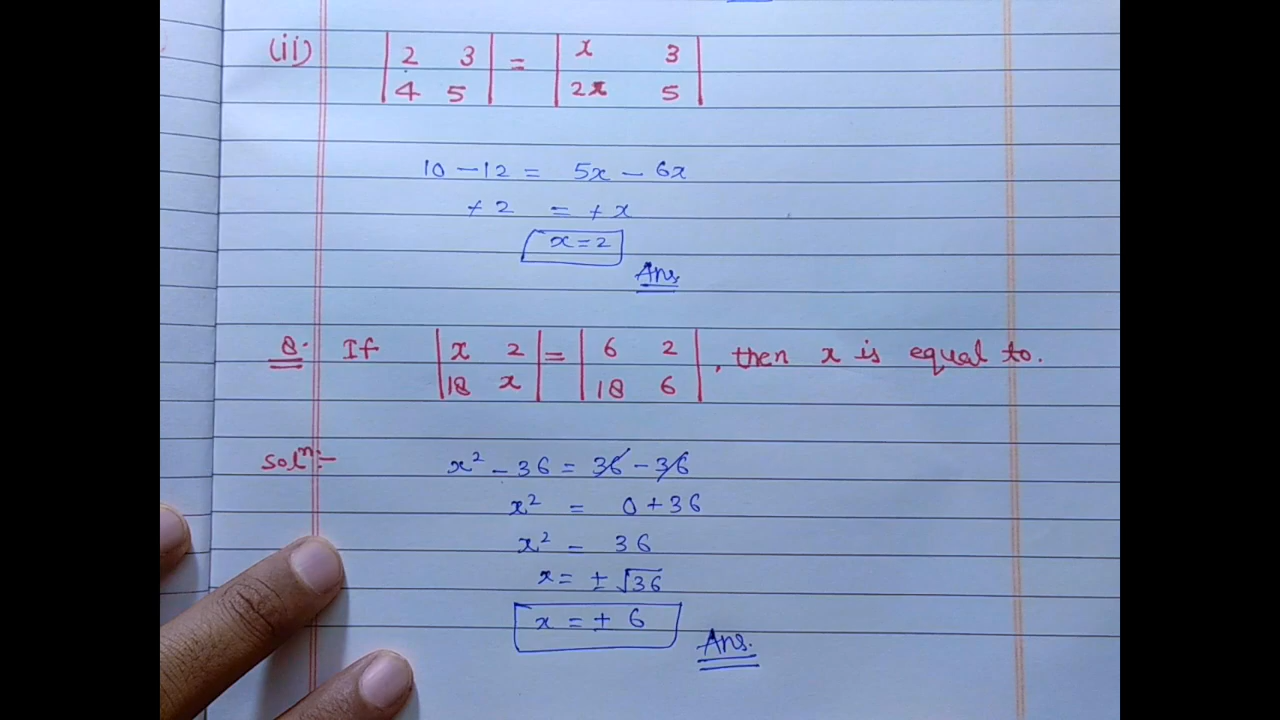 (ii) | 2 3 | = | x 3 |
| 4 5 | | 2x 5 |
10 - 12 = 5x - 6x
+ 2 = + x
x = 2
Ans
8. If | x 2 | = | 6 2 | , then x is equal to.
| 18 x | | 18 6 |
Solⁿ:- x² - 36 = 36 - 36
x² = 0 + 36
x² = 36
x = ± √36
x = ± 6
Ans.